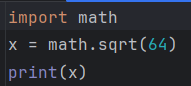 import math
x = math.sqrt(64)
print(x)